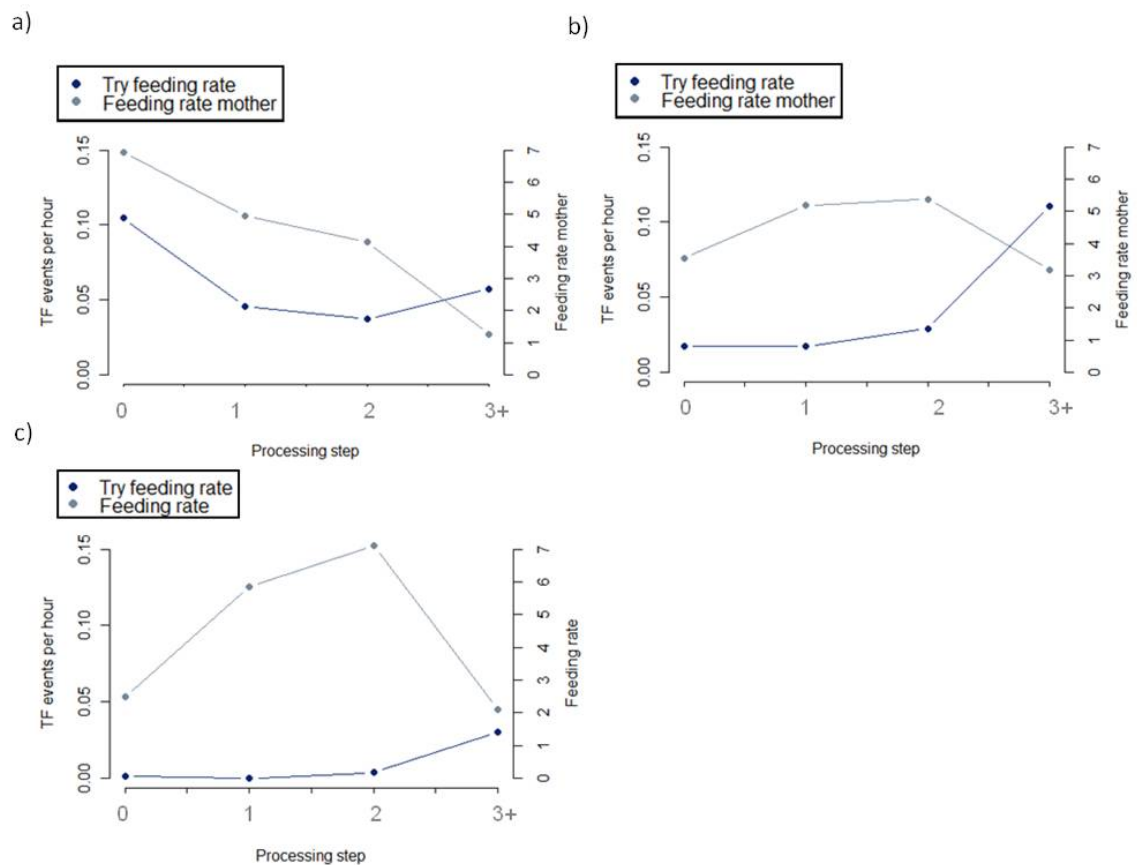 a)
Try feeding rate
Feeding rate mother
TF events per hour
0.00 0.05 0.10 0.15
Feeding rate mother
0 1 2 3 4 5 6 7
0 1 2 3+
Processing step
b)
Try feeding rate
Feeding rate mother
TF events per hour
0.00 0.05 0.10 0.15
Feeding rate mother
0 1 2 3 4 5 6 7
0 1 2 3+
Processing step
c)
Try feeding rate
Feeding rate
TF events per hour
0.00 0.05 0.10 0.15
Feeding rate
0 1 2 3 4 5 6 7
0 1 2 3+
Processing step